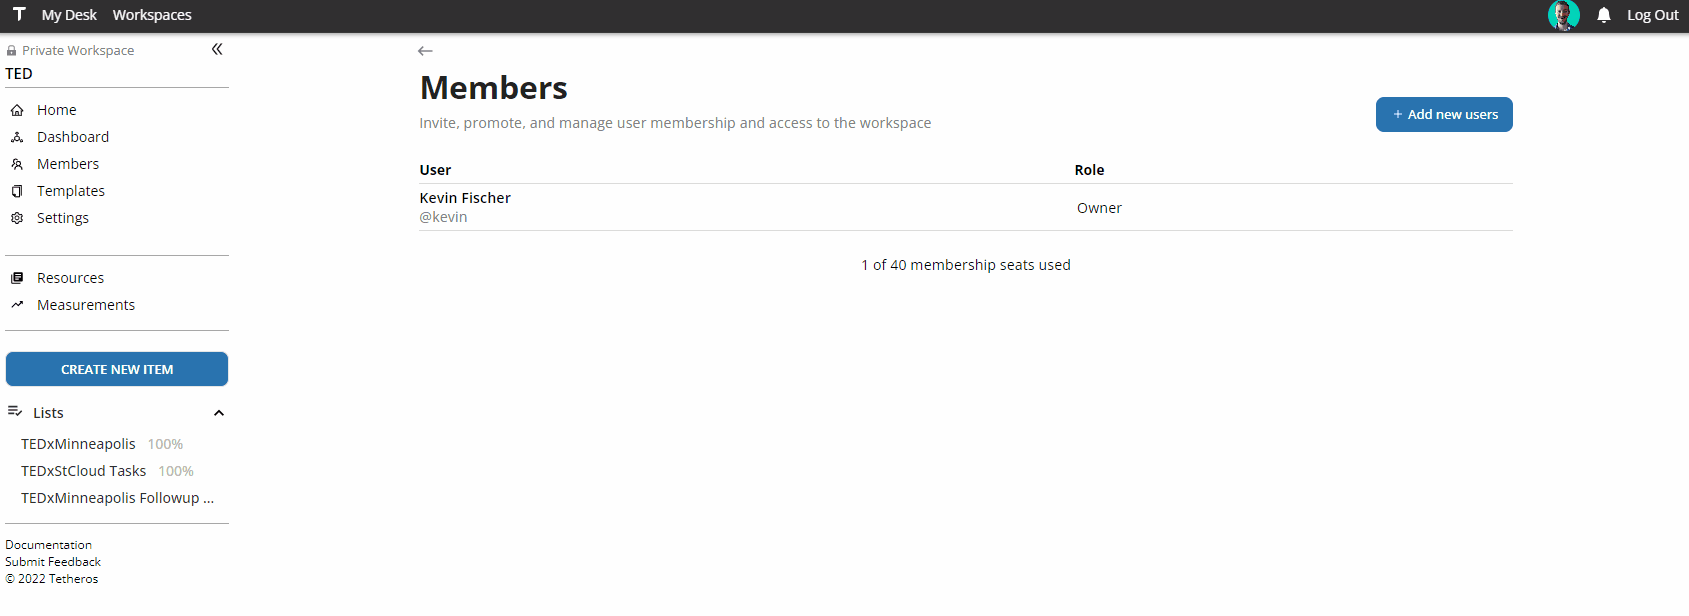 T My Desk Workspaces Log Out
Private Workspace
TED
Home
Dashboard
Members
Templates
Settings
Resources
Measurements
CREATE NEW ITEM
Lists
TEDxMinneapolis 100%
TEDxStCloud Tasks 100%
TEDxMinneapolis Followup ...
Documentation
Submit Feedback
© 2022 Tetheros
Members
Invite, promote, and manage user membership and access to the workspace
+ Add new users
User Role
Kevin Fischer
@kevin
Owner
1 of 40 membership seats used